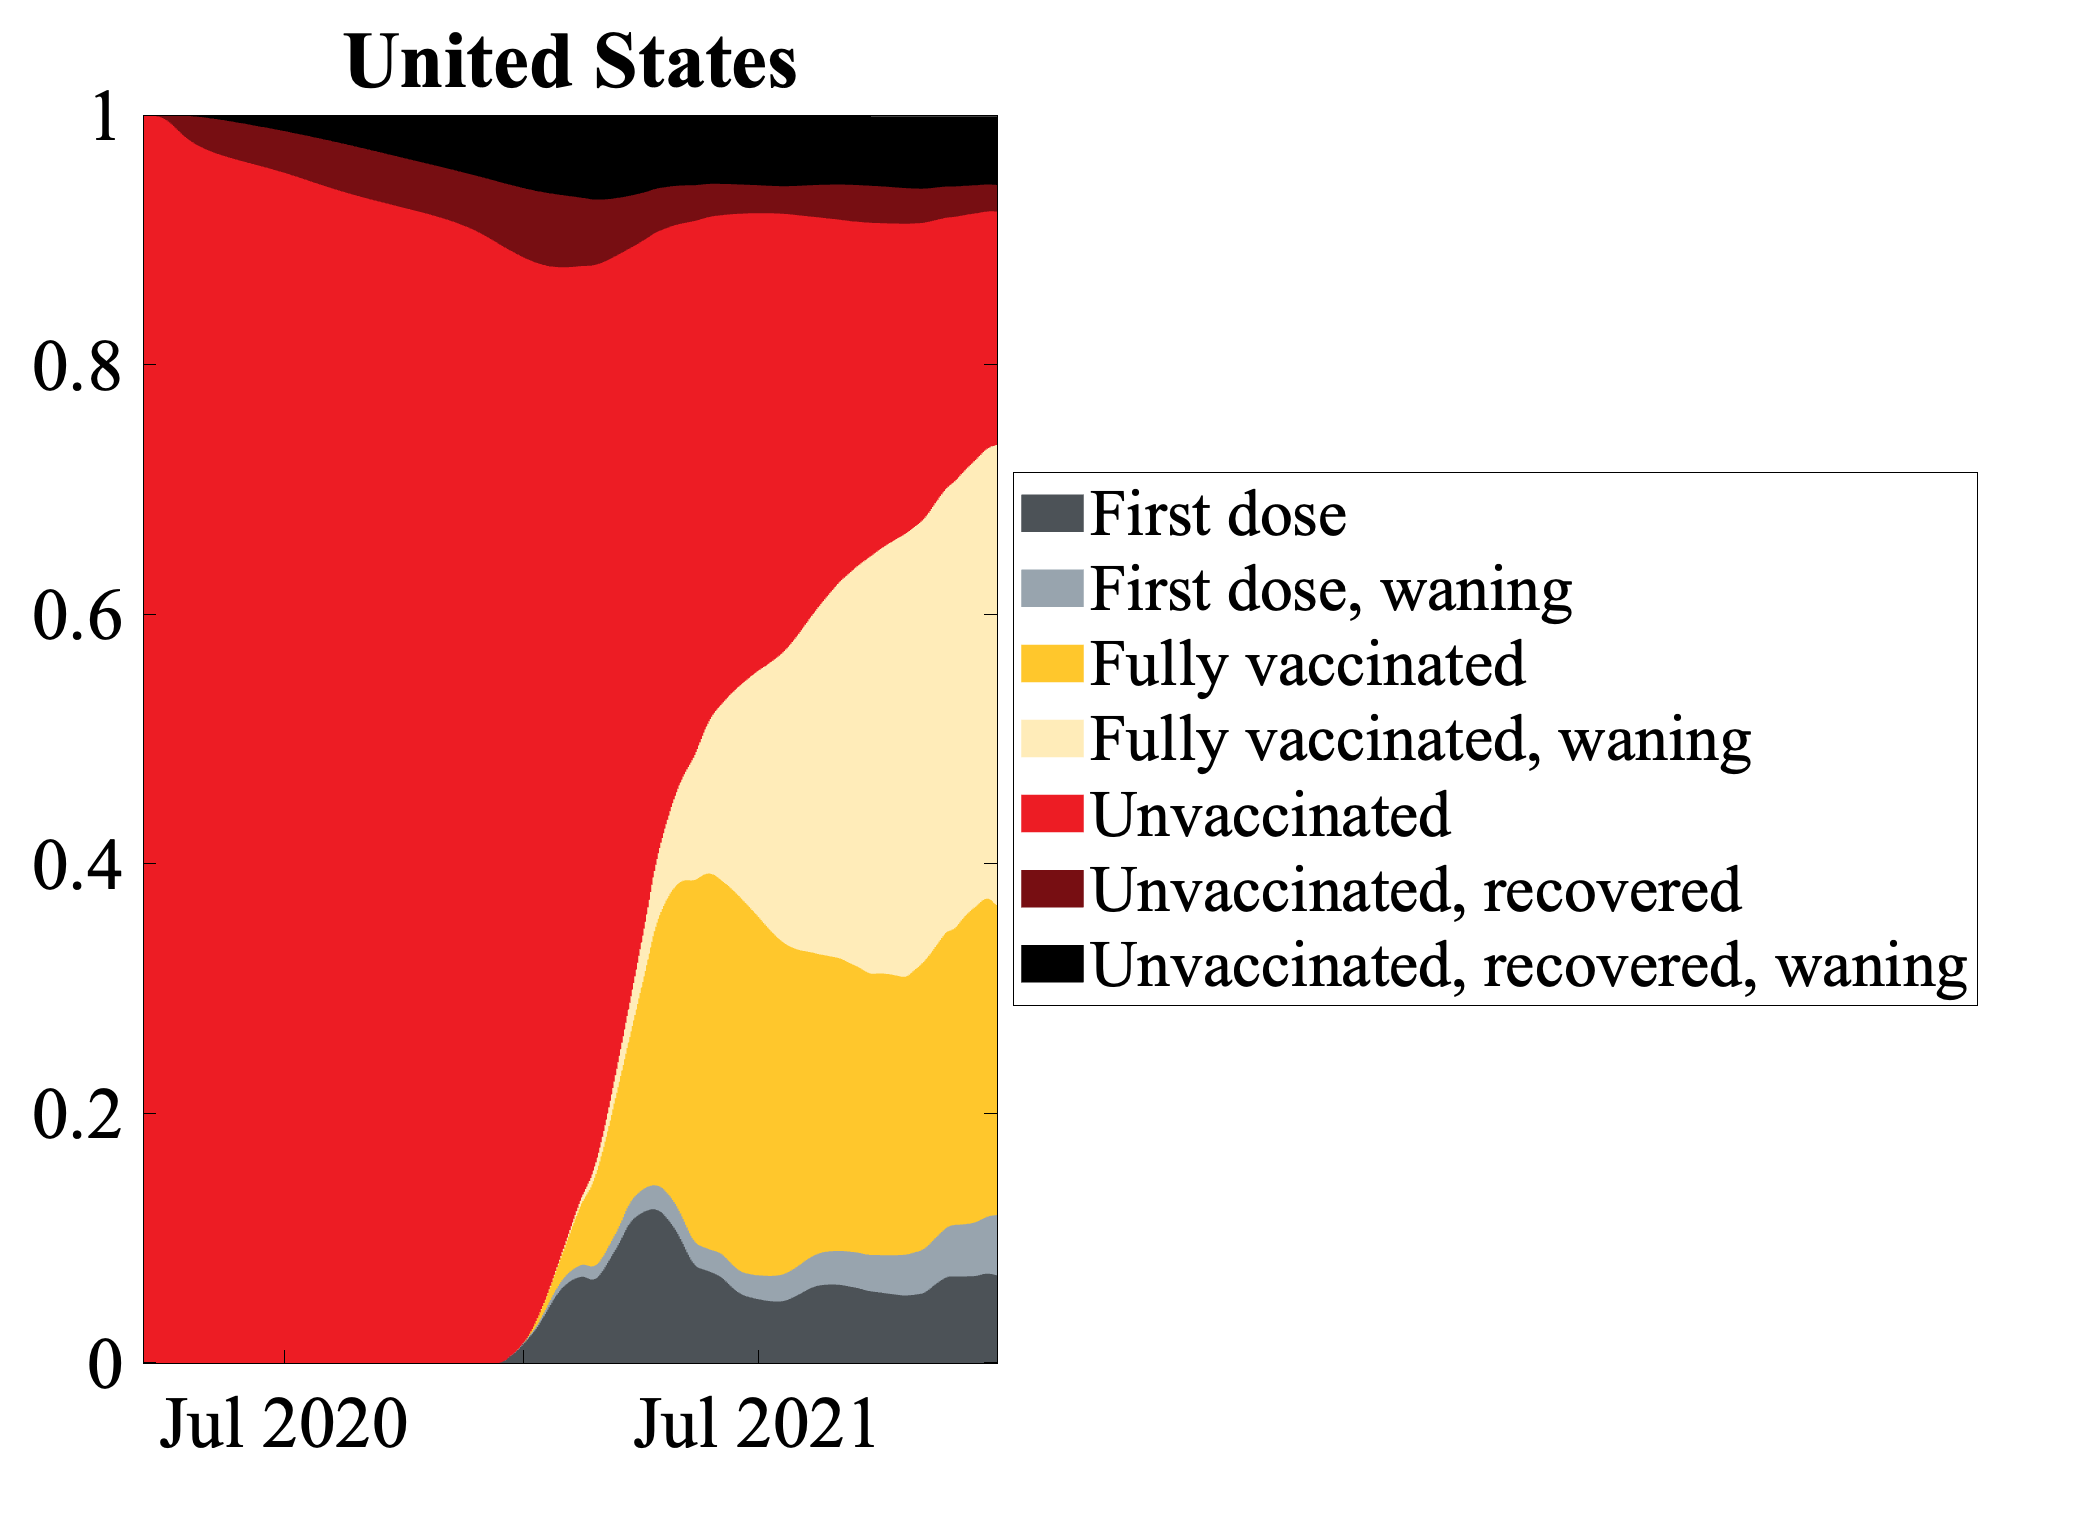 United States
1
0.8
0.6
0.4
0.2
0
Jul 2020
Jul 2021
First dose
First dose, waning
Fully vaccinated
Fully vaccinated, waning
Unvaccinated
Unvaccinated, recovered
Unvaccinated, recovered, waning